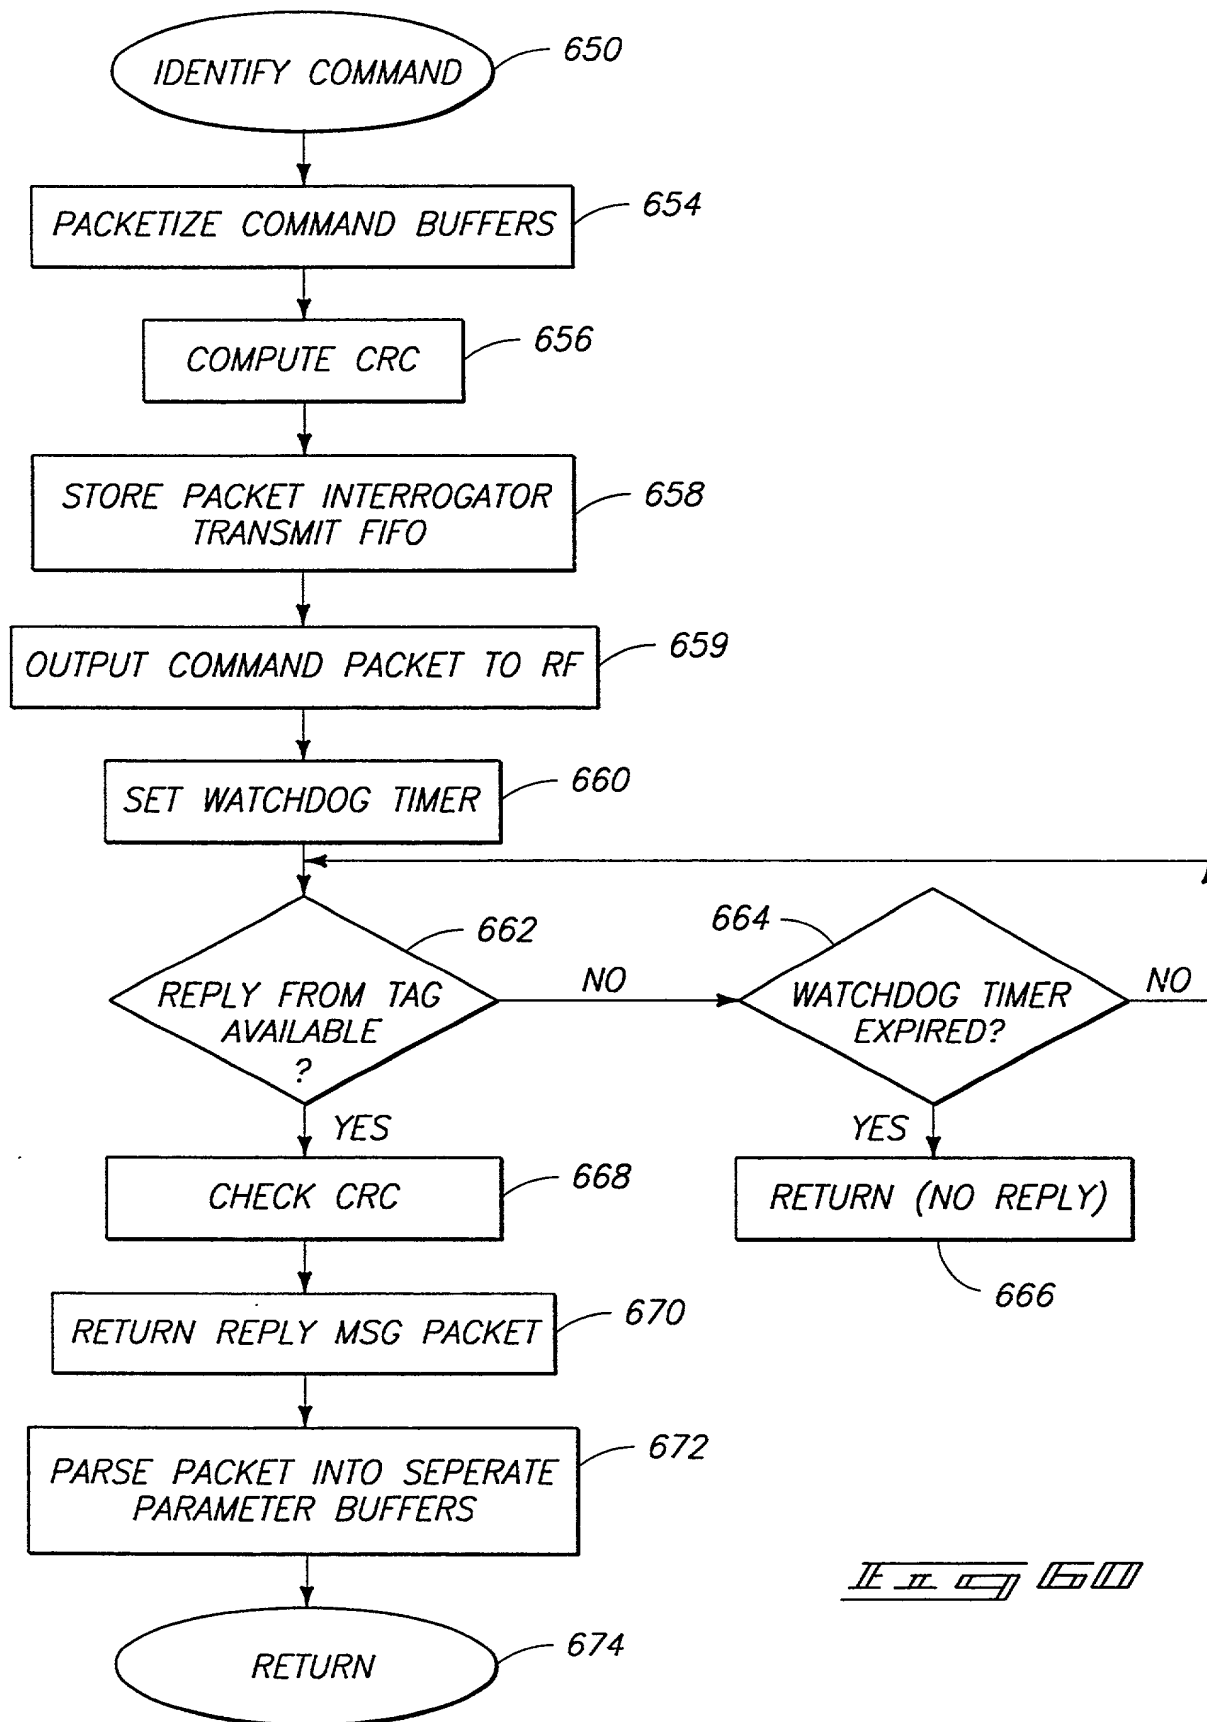 IDENTIFY COMMAND
650
PACKETIZE COMMAND BUFFERS
654
COMPUTE CRC
656
STORE PACKET INTERROGATOR
TRANSMIT FIFO
658
OUTPUT COMMAND PACKET TO RF
659
SET WATCHDOG TIMER
660
662
REPLY FROM TAG
AVAILABLE
?
NO
664
WATCHDOG TIMER
EXPIRED?
NO
YES
YES
CHECK CRC
668
RETURN (NO REPLY)
666
RETURN REPLY MSG PACKET
670
PARSE PACKET INTO SEPERATE
PARAMETER BUFFERS
672
RETURN
674
Fig 60